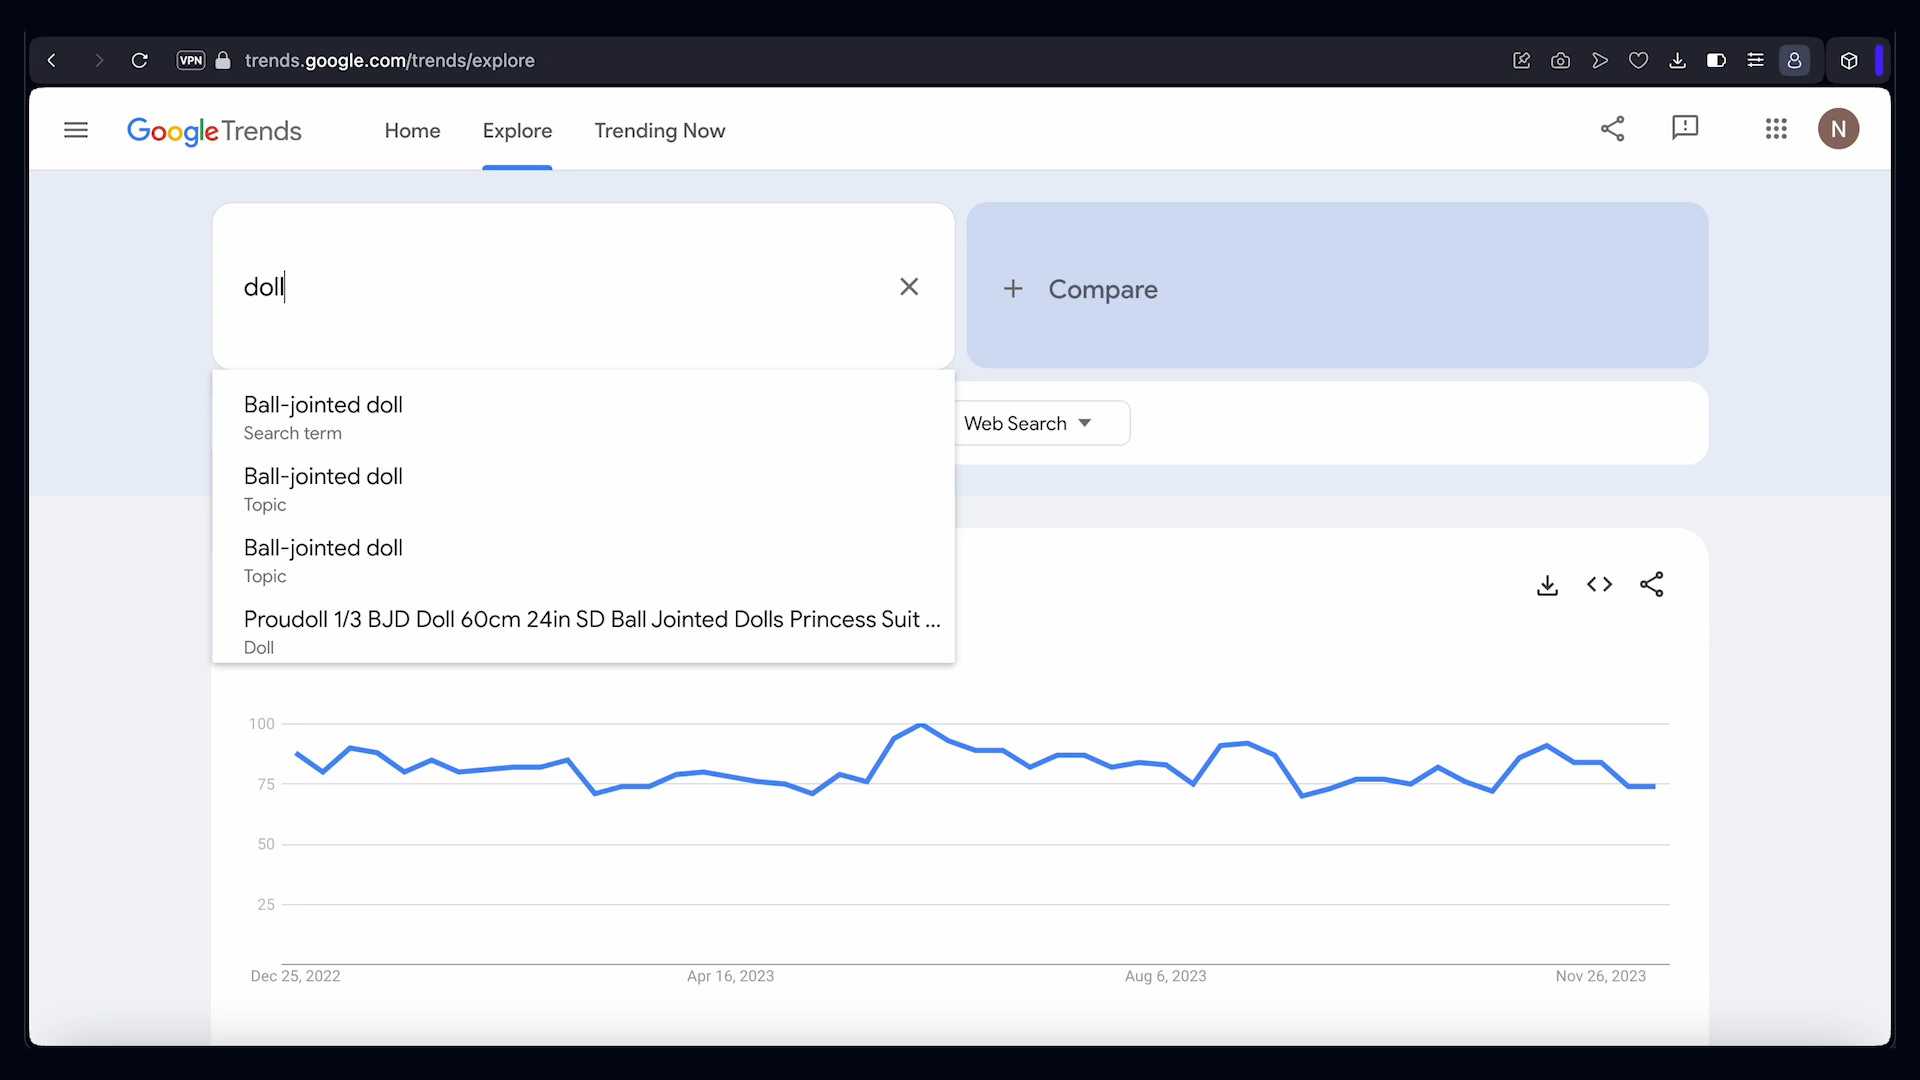 VPN trends.google.com/trends/explore
Google Trends Home Explore Trending Now N
doll
+ Compare
Ball-jointed doll
Search term
Web Search
Ball-jointed doll
Topic
Ball-jointed doll
Topic
Proudoll 1/3 BJD Doll 60cm 24in SD Ball Jointed Dolls Princess Suit ...
Doll
100
75
50
25
Dec 25, 2022 Apr 16, 2023 Aug 6, 2023 Nov 26, 2023